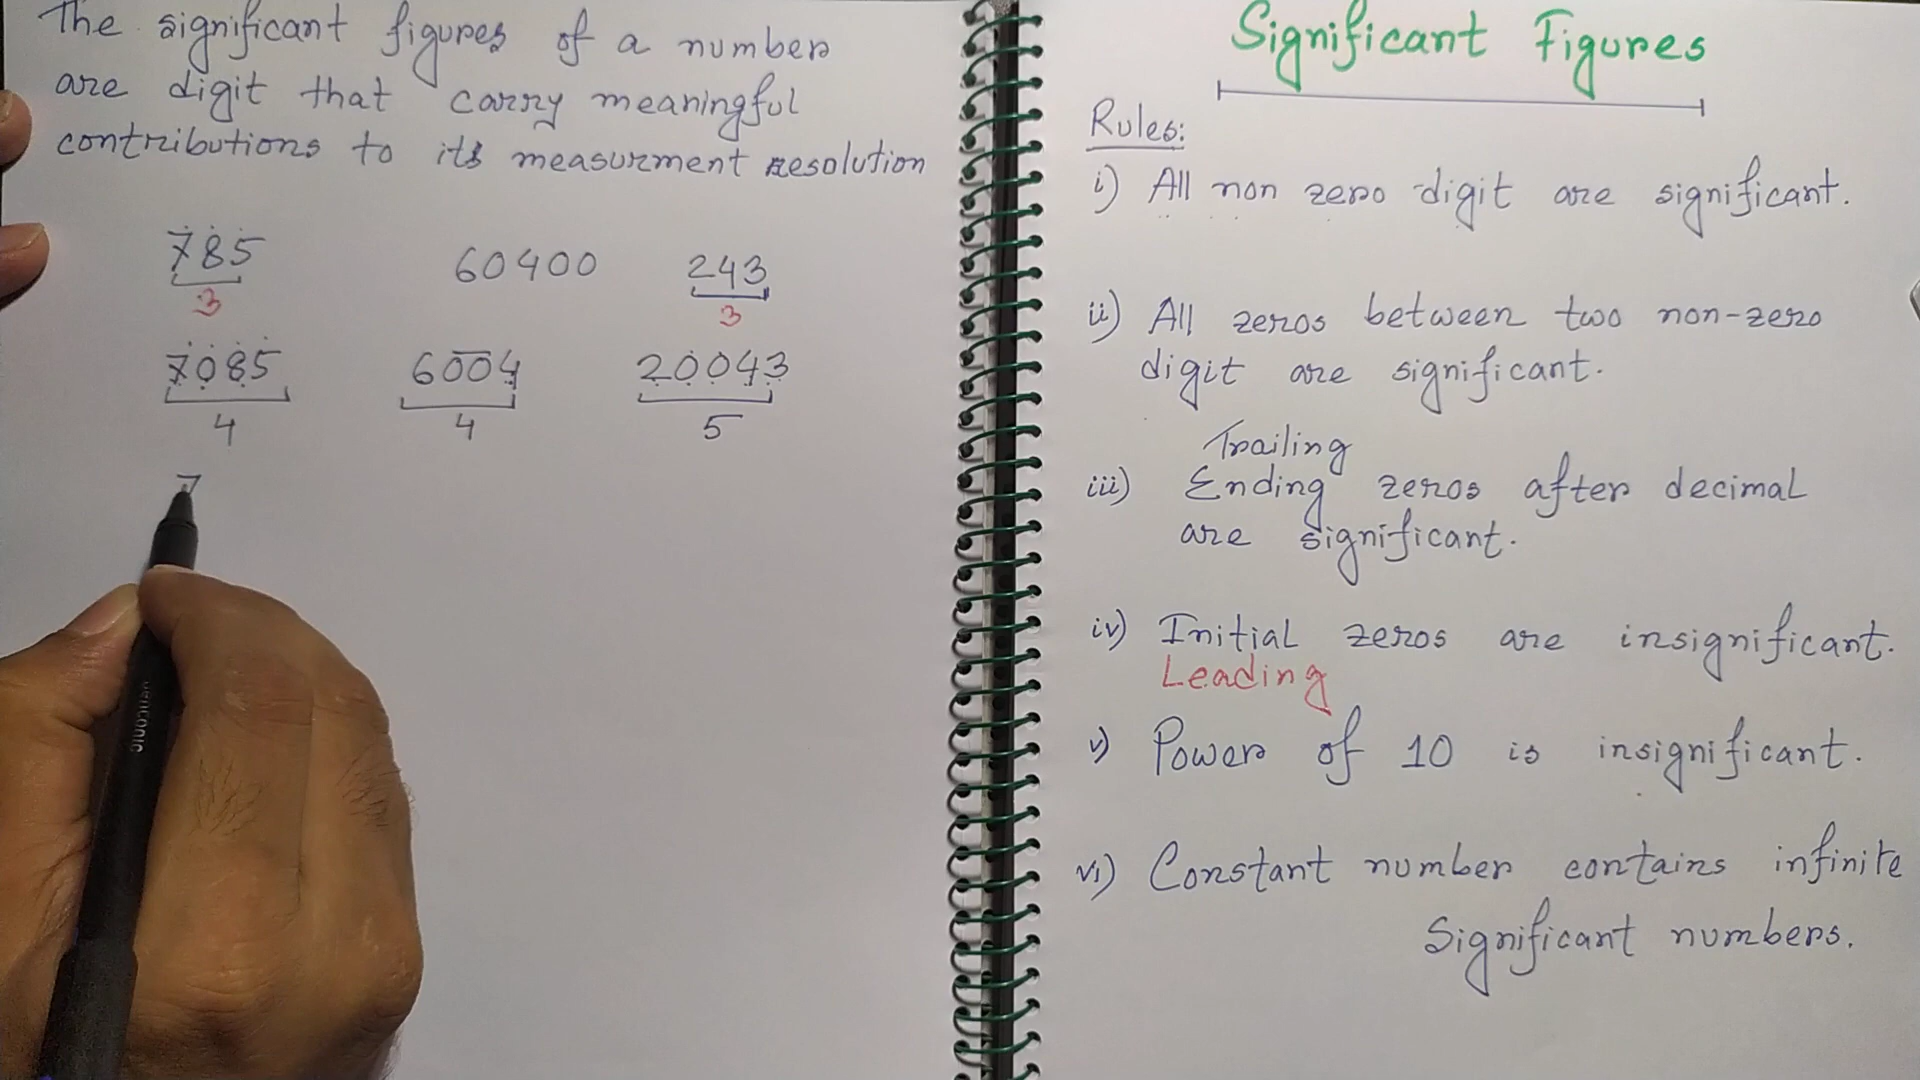 The significant figures of a number
are digit that carry meaningful
contributions to its measurment resolution
785 60400 243
3 3
7085 6004 20043
4 4 5
7
Significant Figures
Rules:
i) All non zero digit are significant.
ii) All zeros between two non-zero
digit are significant.
Trailing
iii) Ending zeros after decimal
are significant.
iv) Initial zeros are insignificant.
Leading
v) Power of 10 is insignificant.
vi) Constant number contains infinite
Significant numbers.